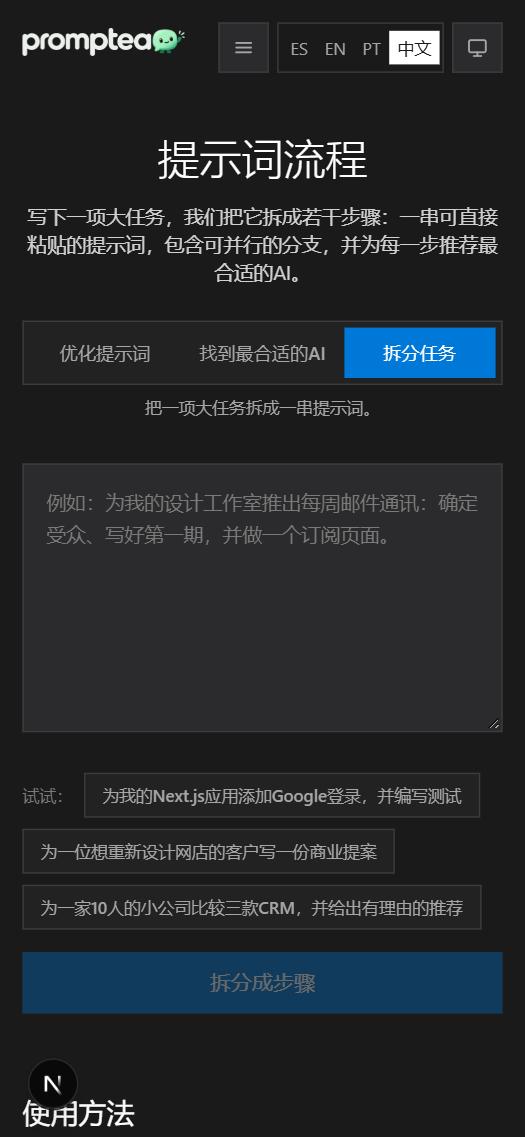 promptea
ES EN PT 中文
提示词流程
写下一项大任务，我们把它拆成若干步骤：一串可直接
粘贴的提示词，包含可并行的分支，并为每一步推荐最
合适的AI。
优化提示词 找到最合适的AI 拆分任务
把一项大任务拆成一串提示词。
例如：为我的设计工作室推出每周邮件通讯：确定
受众、写好第一期，并做一个订阅页面。
试试： 为我的Next.js应用添加Google登录，并编写测试
为一位想重新设计网店的客户写一份商业提案
为一家10人的小公司比较三款CRM，并给出有理由的推荐
拆分成步骤
N
使用方法